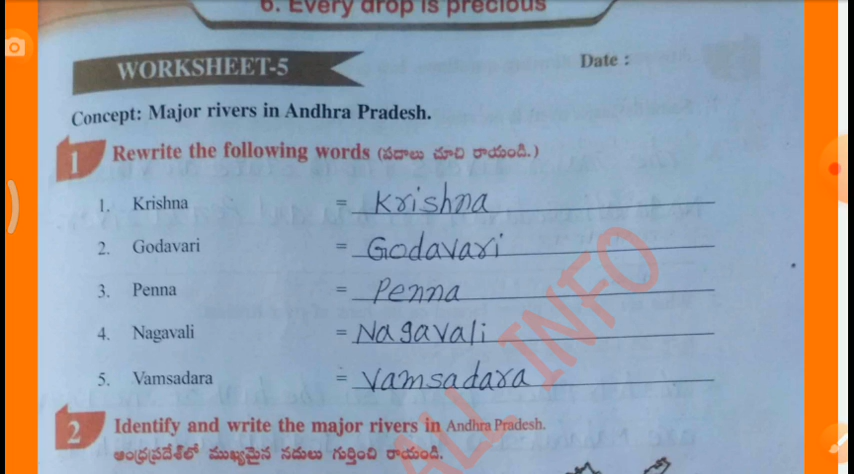 6. Every drop is precious
WORKSHEET-5
Date :
Concept: Major rivers in Andhra Pradesh.
1 Rewrite the following words (పదాలు చూచి రాయండి.)
1. Krishna = Krishna
2. Godavari = Godavari
3. Penna = Penna
4. Nagavali = Nagavali
5. Vamsadara = Vamsadara
ALL INFO
2 Identify and write the major rivers in Andhra Pradesh.
ఆంధ్రప్రదేశ్‌లో ముఖ్యమైన నదులు గుర్తించి రాయండి.